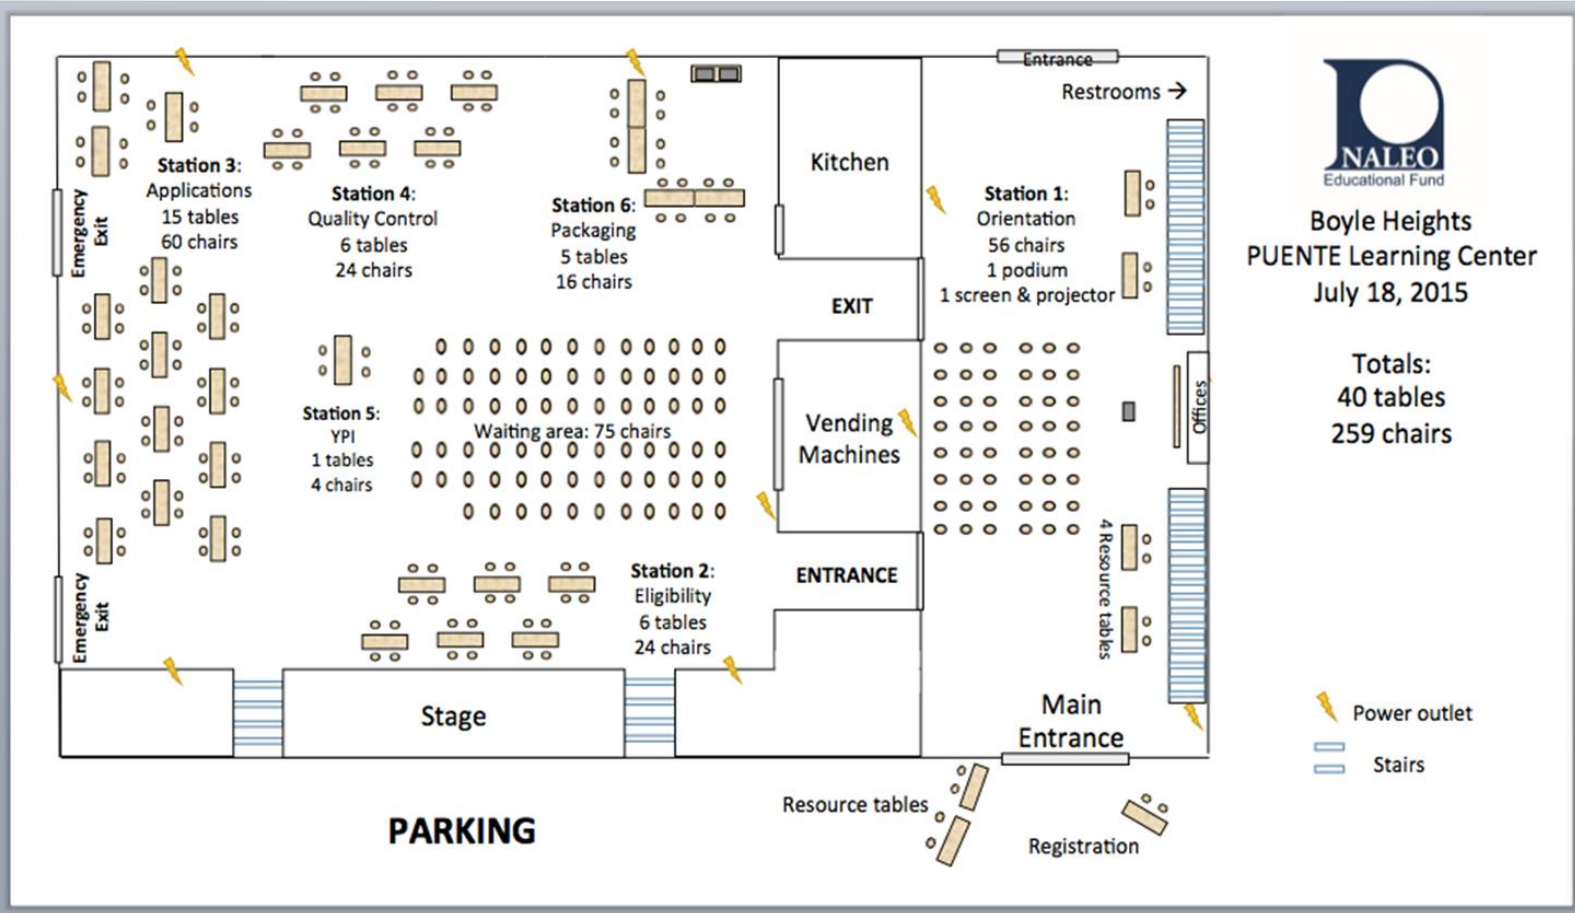 Entrance
Restrooms →
NALEO
Educational Fund
Boyle Heights
PUENTE Learning Center
July 18, 2015
Totals:
40 tables
259 chairs
Station 3:
Applications
15 tables
60 chairs
Emergency
Exit
Station 4:
Quality Control
6 tables
24 chairs
Station 6:
Packaging
5 tables
16 chairs
Kitchen
EXIT
Station 1:
Orientation
56 chairs
1 podium
1 screen & projector
Station 5:
YPI
1 tables
4 chairs
Waiting area: 75 chairs
Vending
Machines
Offices
ENTRANCE
4 Resource tables
Station 2:
Eligibility
6 tables
24 chairs
Emergency
Exit
Stage
Main
Entrance
Power outlet
Stairs
PARKING
Resource tables
Registration